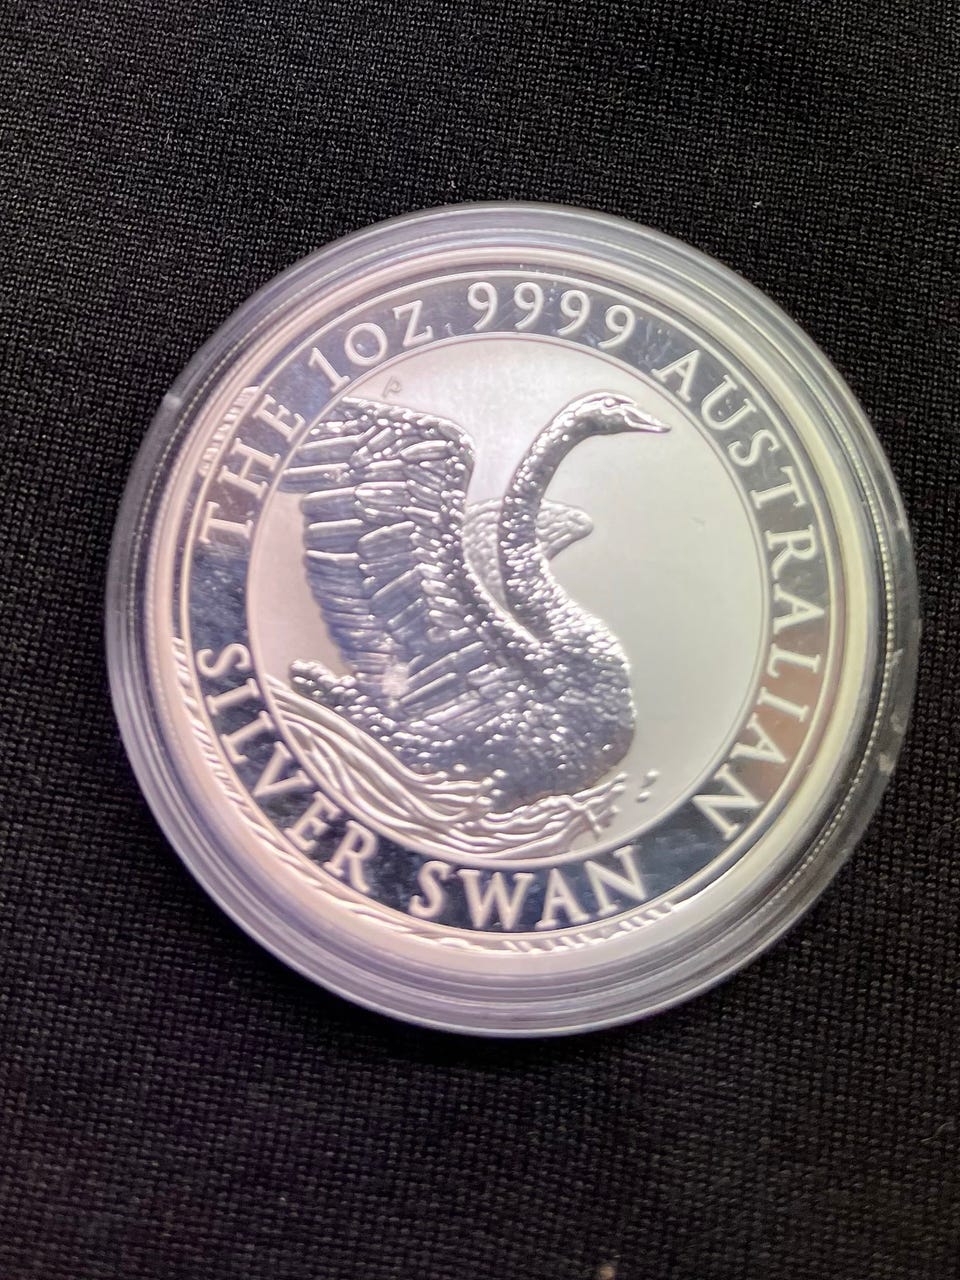 THE 1OZ 9999 AUSTRALIAN
SILVER SWAN
P